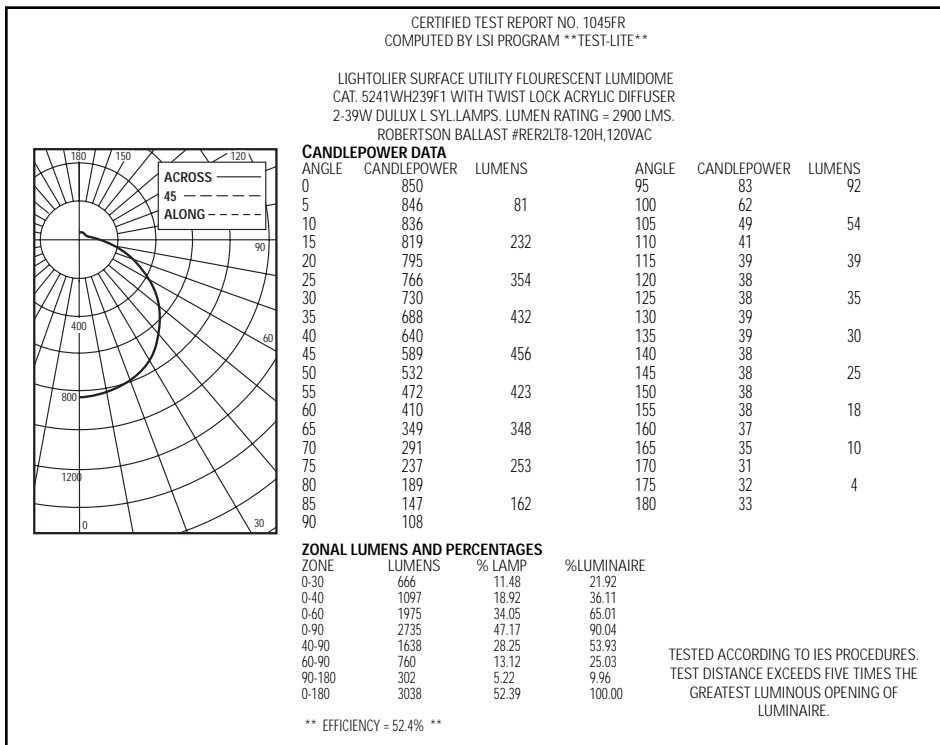 CERTIFIED TEST REPORT NO. 1045FR
COMPUTED BY LSI PROGRAM **TEST-LITE**
LIGHTOLIER SURFACE UTILITY FLOURESCENT LUMIDOME
CAT. 5241WH239F1 WITH TWIST LOCK ACRYLIC DIFFUSER
2-39W DULUX L SYL.LAMPS. LUMEN RATING = 2900 LMS.
ROBERTSON BALLAST #RER2LT8-120H,120VAC
180 150 120
ACROSS
45
ALONG
90
400
60
800
1200
0 30
CANDLEPOWER DATA
ANGLE CANDLEPOWER LUMENS
0 850
5 846 81
10 836
15 819 232
20 795
25 766 354
30 730
35 688 432
40 640
45 589 456
50 532
55 472 423
60 410
65 349 348
70 291
75 237 253
80 189
85 147 162
90 108
ANGLE CANDLEPOWER LUMENS
95 83 92
100 62
105 49 54
110 41
115 39 39
120 38
125 38 35
130 39
135 39 30
140 38
145 38 25
150 38
155 38 18
160 37
165 35 10
170 31
175 32 4
180 33
ZONAL LUMENS AND PERCENTAGES
ZONE LUMENS % LAMP %LUMINAIRE
0-30 666 11.48 21.92
0-40 1097 18.92 36.11
0-60 1975 34.05 65.01
0-90 2735 47.17 90.04
40-90 1638 28.25 53.93
60-90 760 13.12 25.03
90-180 302 5.22 9.96
0-180 3038 52.39 100.00
** EFFICIENCY = 52.4% **
TESTED ACCORDING TO IES PROCEDURES.
TEST DISTANCE EXCEEDS FIVE TIMES THE
GREATEST LUMINOUS OPENING OF
LUMINAIRE.